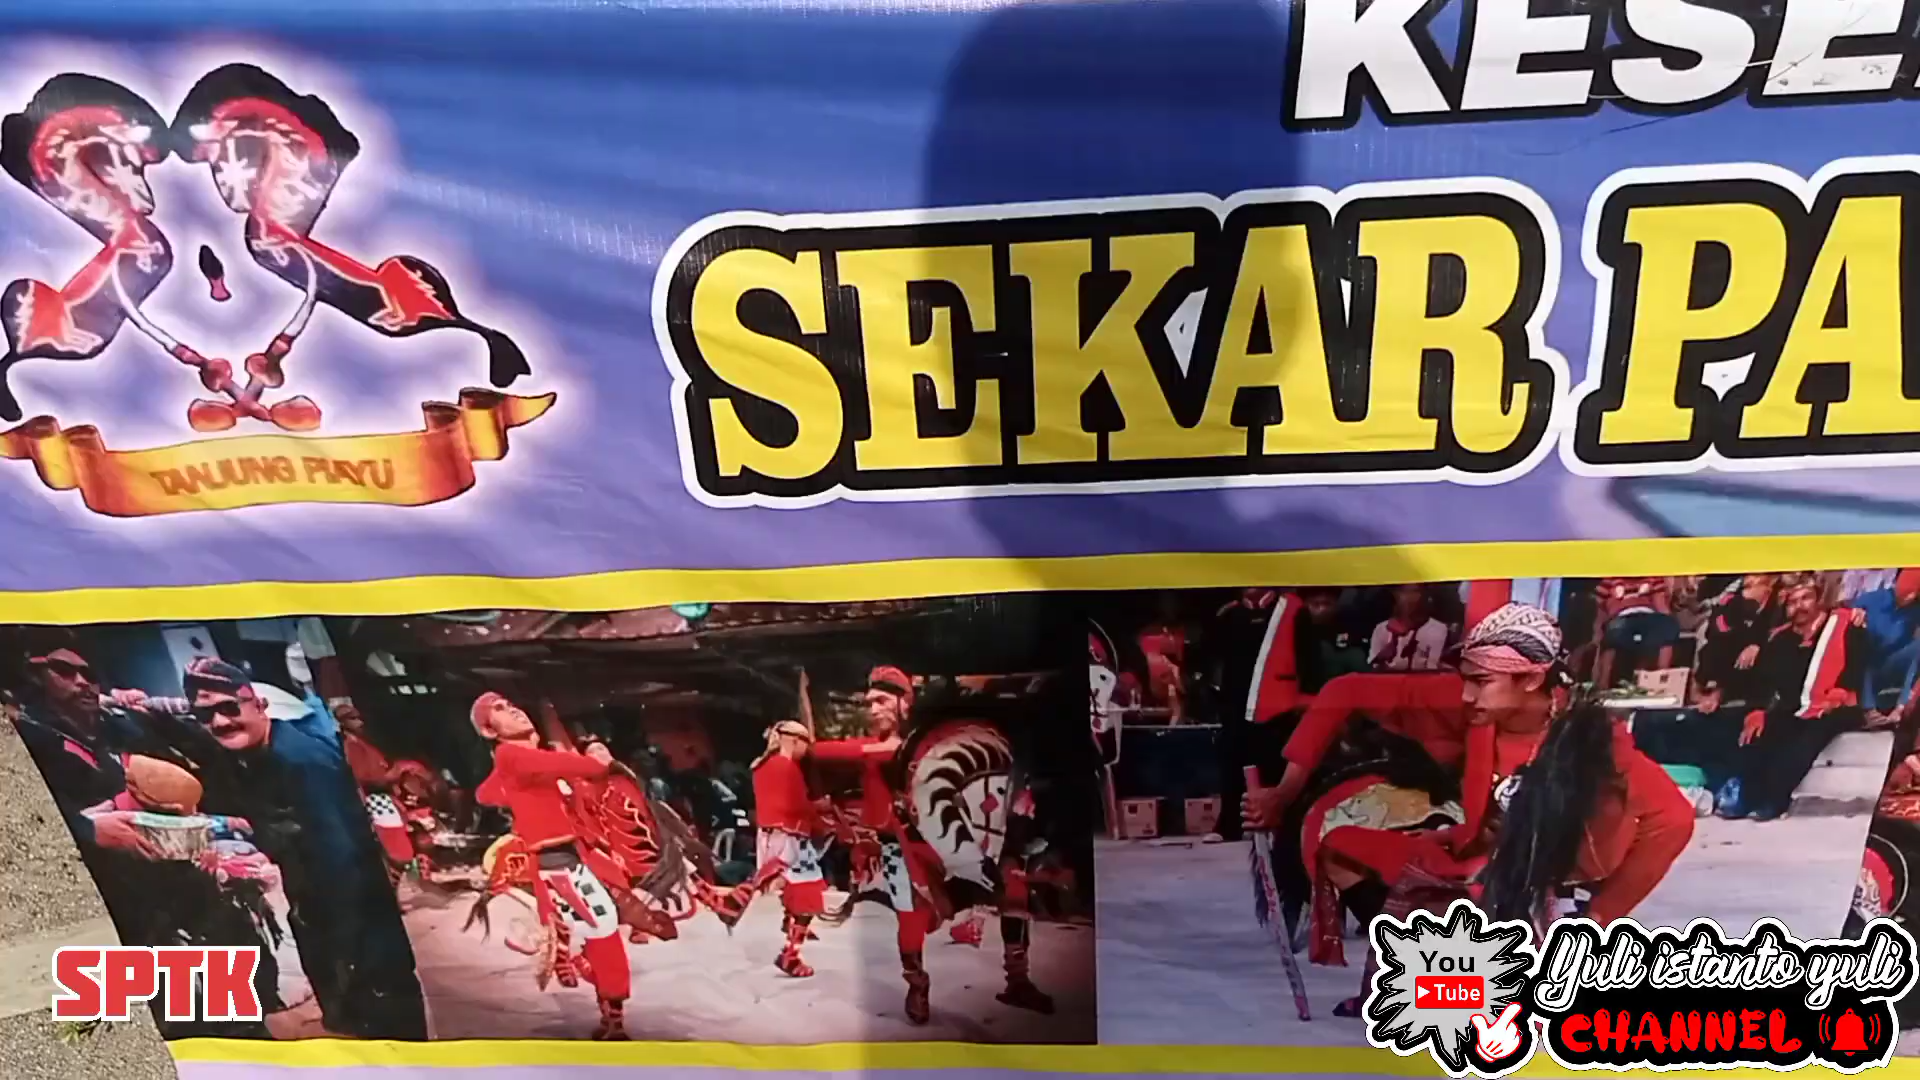 KESE
SEKAR PA
TANJUNG PIAYU
SPTK
You
Tube
Yuli istanto yuli
CHANNEL